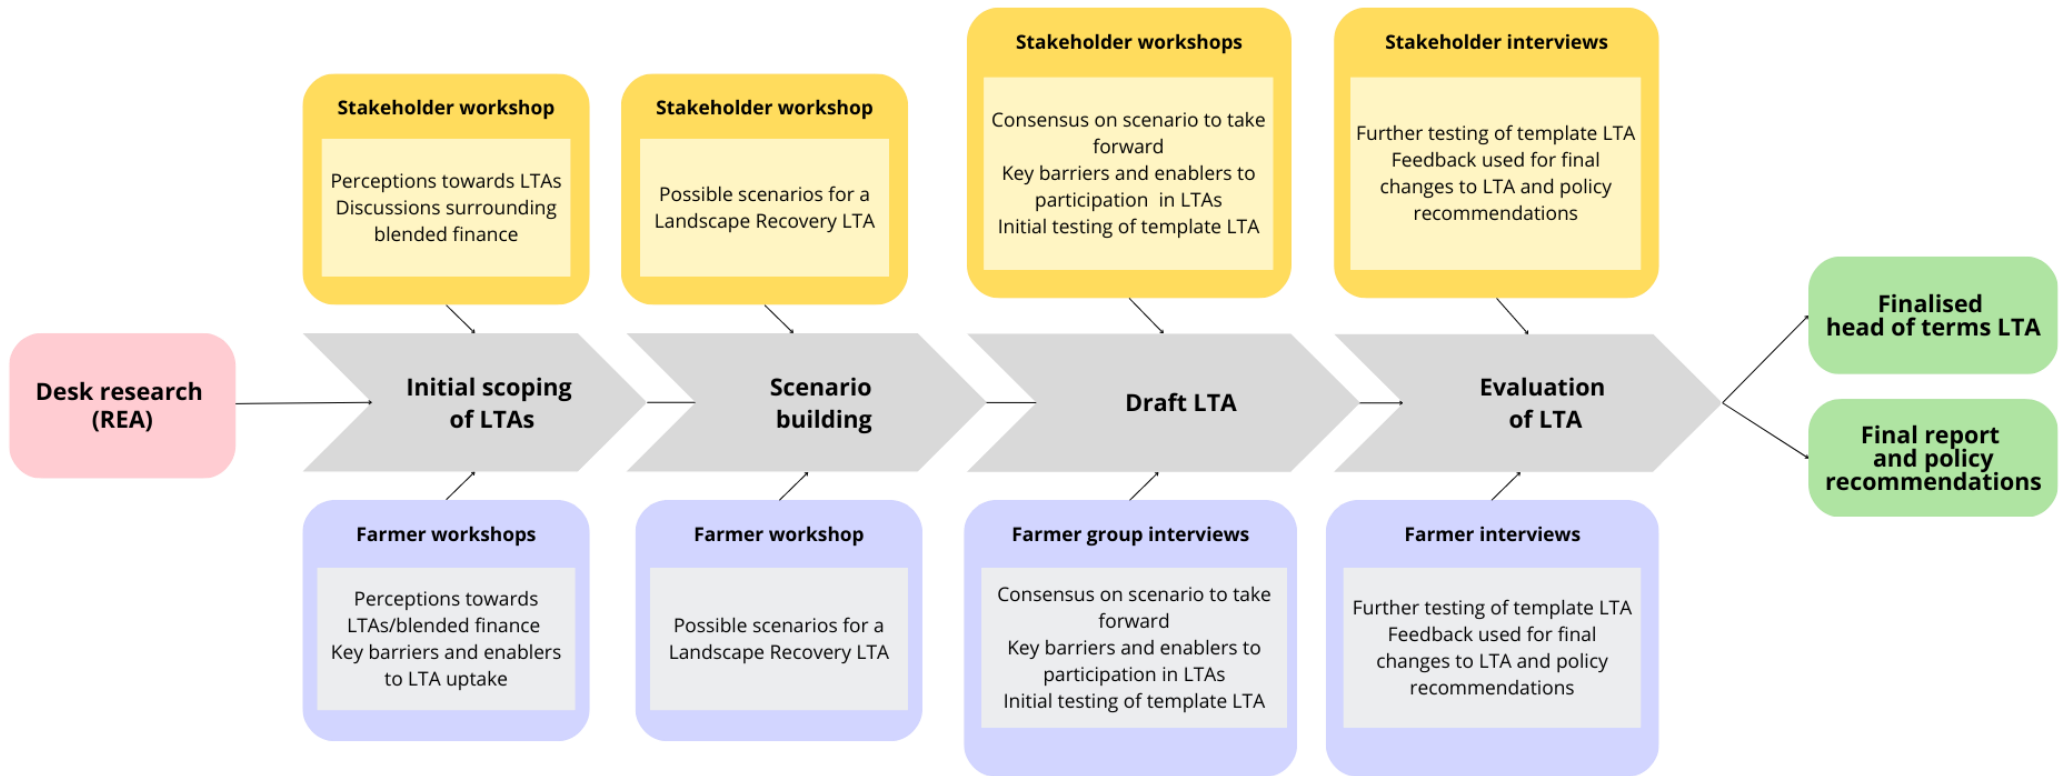 Stakeholder workshop
Perceptions towards LTAs
Discussions surrounding
blended finance
Stakeholder workshop
Possible scenarios for a
Landscape Recovery LTA
Stakeholder workshops
Consensus on scenario to take
forward
Key barriers and enablers to
participation in LTAs
Initial testing of template LTA
Stakeholder interviews
Further testing of template LTA
Feedback used for final
changes to LTA and policy
recommendations
Desk research
(REA)
Initial scoping
of LTAs
Scenario
building
Draft LTA
Evaluation
of LTA
Finalised
head of terms LTA
Final report
and policy
recommendations
Farmer workshops
Perceptions towards
LTAs/blended finance
Key barriers and enablers
to LTA uptake
Farmer workshop
Possible scenarios for a
Landscape Recovery LTA
Farmer group interviews
Consensus on scenario to take
forward
Key barriers and enablers to
participation in LTAs
Initial testing of template LTA
Farmer interviews
Further testing of template LTA
Feedback used for final
changes to LTA and policy
recommendations